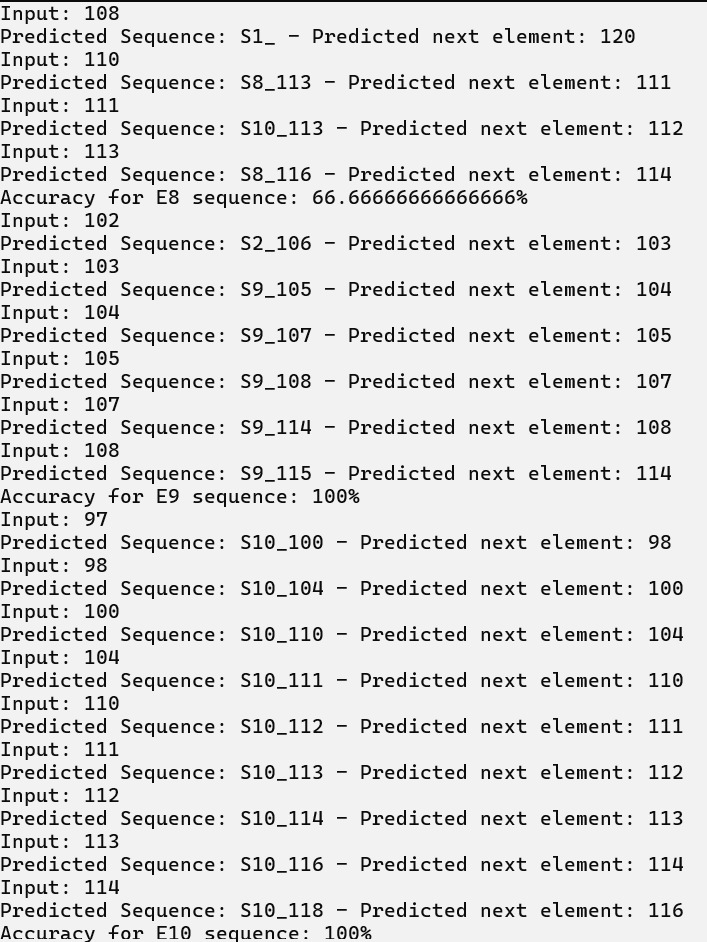 Input: 108
Predicted Sequence: S1_ - Predicted next element: 120
Input: 110
Predicted Sequence: S8_113 - Predicted next element: 111
Input: 111
Predicted Sequence: S10_113 - Predicted next element: 112
Input: 113
Predicted Sequence: S8_116 - Predicted next element: 114
Accuracy for E8 sequence: 66.66666666666666%
Input: 102
Predicted Sequence: S2_106 - Predicted next element: 103
Input: 103
Predicted Sequence: S9_105 - Predicted next element: 104
Input: 104
Predicted Sequence: S9_107 - Predicted next element: 105
Input: 105
Predicted Sequence: S9_108 - Predicted next element: 107
Input: 107
Predicted Sequence: S9_114 - Predicted next element: 108
Input: 108
Predicted Sequence: S9_115 - Predicted next element: 114
Accuracy for E9 sequence: 100%
Input: 97
Predicted Sequence: S10_100 - Predicted next element: 98
Input: 98
Predicted Sequence: S10_104 - Predicted next element: 100
Input: 100
Predicted Sequence: S10_110 - Predicted next element: 104
Input: 104
Predicted Sequence: S10_111 - Predicted next element: 110
Input: 110
Predicted Sequence: S10_112 - Predicted next element: 111
Input: 111
Predicted Sequence: S10_113 - Predicted next element: 112
Input: 112
Predicted Sequence: S10_114 - Predicted next element: 113
Input: 113
Predicted Sequence: S10_116 - Predicted next element: 114
Input: 114
Predicted Sequence: S10_118 - Predicted next element: 116
Accuracy for E10 sequence: 100%